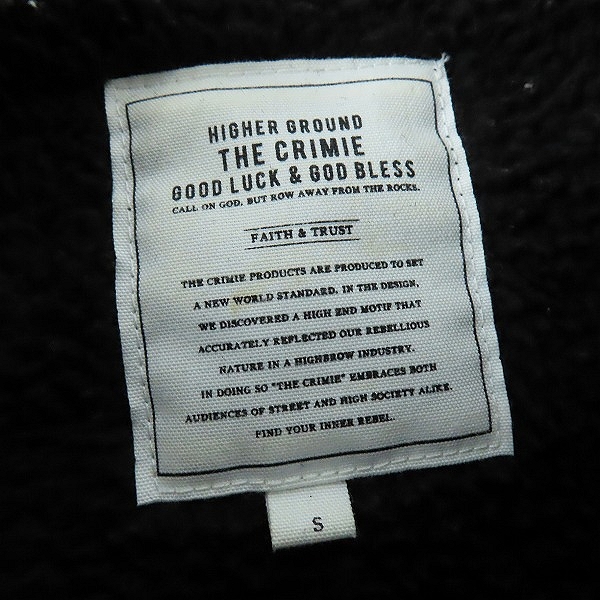 HIGHER GROUND
THE CRIMIE
GOOD LUCK & GOD BLESS
CALL ON GOD, BUT ROW AWAY FROM THE ROCKS.
FAITH & TRUST
THE CRIMIE PRODUCTS ARE PRODUCED TO SET
A NEW WORLD STANDARD. IN THE DESIGN,
WE DISCOVERED A HIGH END MOTIF THAT
ACCURATELY REFLECTED OUR REBELLIOUS
NATURE IN A HIGHBROW INDUSTRY.
IN DOING SO "THE CRIMIE" EMBRACES BOTH
AUDIENCES OF STREET AND HIGH SOCIETY ALIKE.
FIND YOUR INNER REBEL.
S